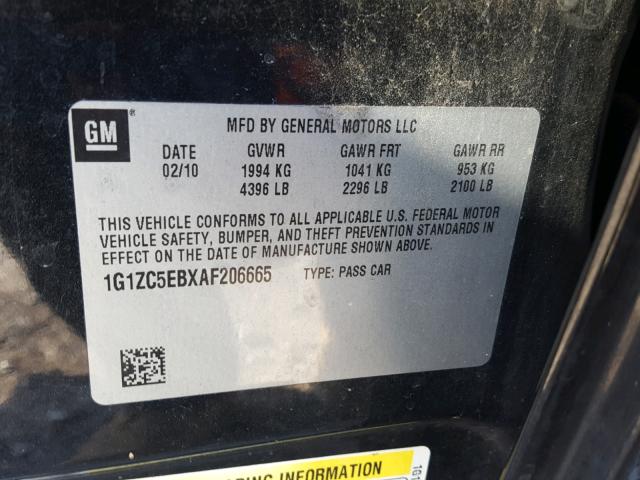 GM ®
MFD BY GENERAL MOTORS LLC
DATE GVWR GAWR FRT GAWR RR
02/10 1994 KG 1041 KG 953 KG
4396 LB 2296 LB 2100 LB
THIS VEHICLE CONFORMS TO ALL APPLICABLE U.S. FEDERAL MOTOR
VEHICLE SAFETY, BUMPER, AND THEFT PREVENTION STANDARDS
IN EFFECT ON THE DATE OF MANUFACTURE SHOWN ABOVE.
1G1ZC5EBXAF206665 TYPE: PASS CAR
INFORMATION